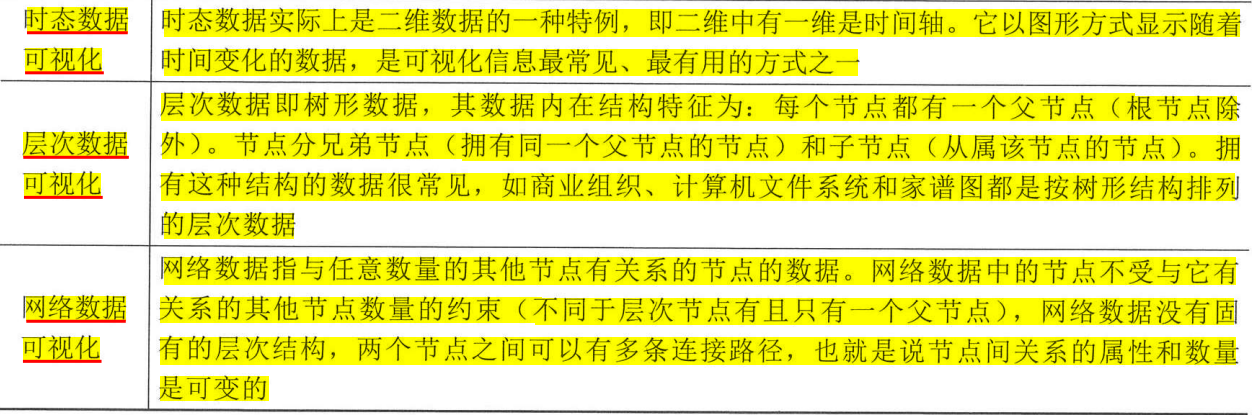 时态数据
可视化
时态数据实际上是二维数据的一种特例，即二维中有一维是时间轴。它以图形方式显示随着
时间变化的数据，是可视化信息最常见、最有用的方式之一
层次数据
可视化
层次数据即树形数据，其数据内在结构特征为：每个节点都有一个父节点（根节点除
外）。节点分兄弟节点（拥有同一个父节点的节点）和子节点（从属该节点的节点）。拥
有这种结构的数据很常见，如商业组织、计算机文件系统和家谱图都是按树形结构排列
的层次数据
网络数据
可视化
网络数据指与任意数量的其他节点有关系的节点的数据。网络数据中的节点不受与它有
关系的其他节点数量的约束（不同于层次节点有且只有一个父节点），网络数据没有固
有的层次结构，两个节点之间可以有多条连接路径，也就是说节点间关系的属性和数量
是可变的